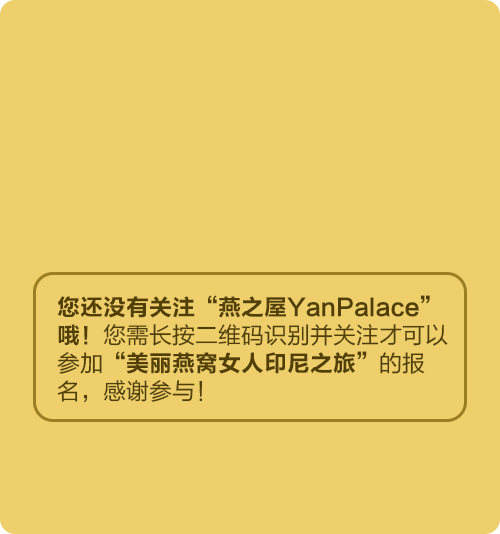 您还没有关注“燕之屋YanPalace”
哦！您需长按二维码识别并关注才可以
参加“美丽燕窝女人印尼之旅”的报
名，感谢参与！